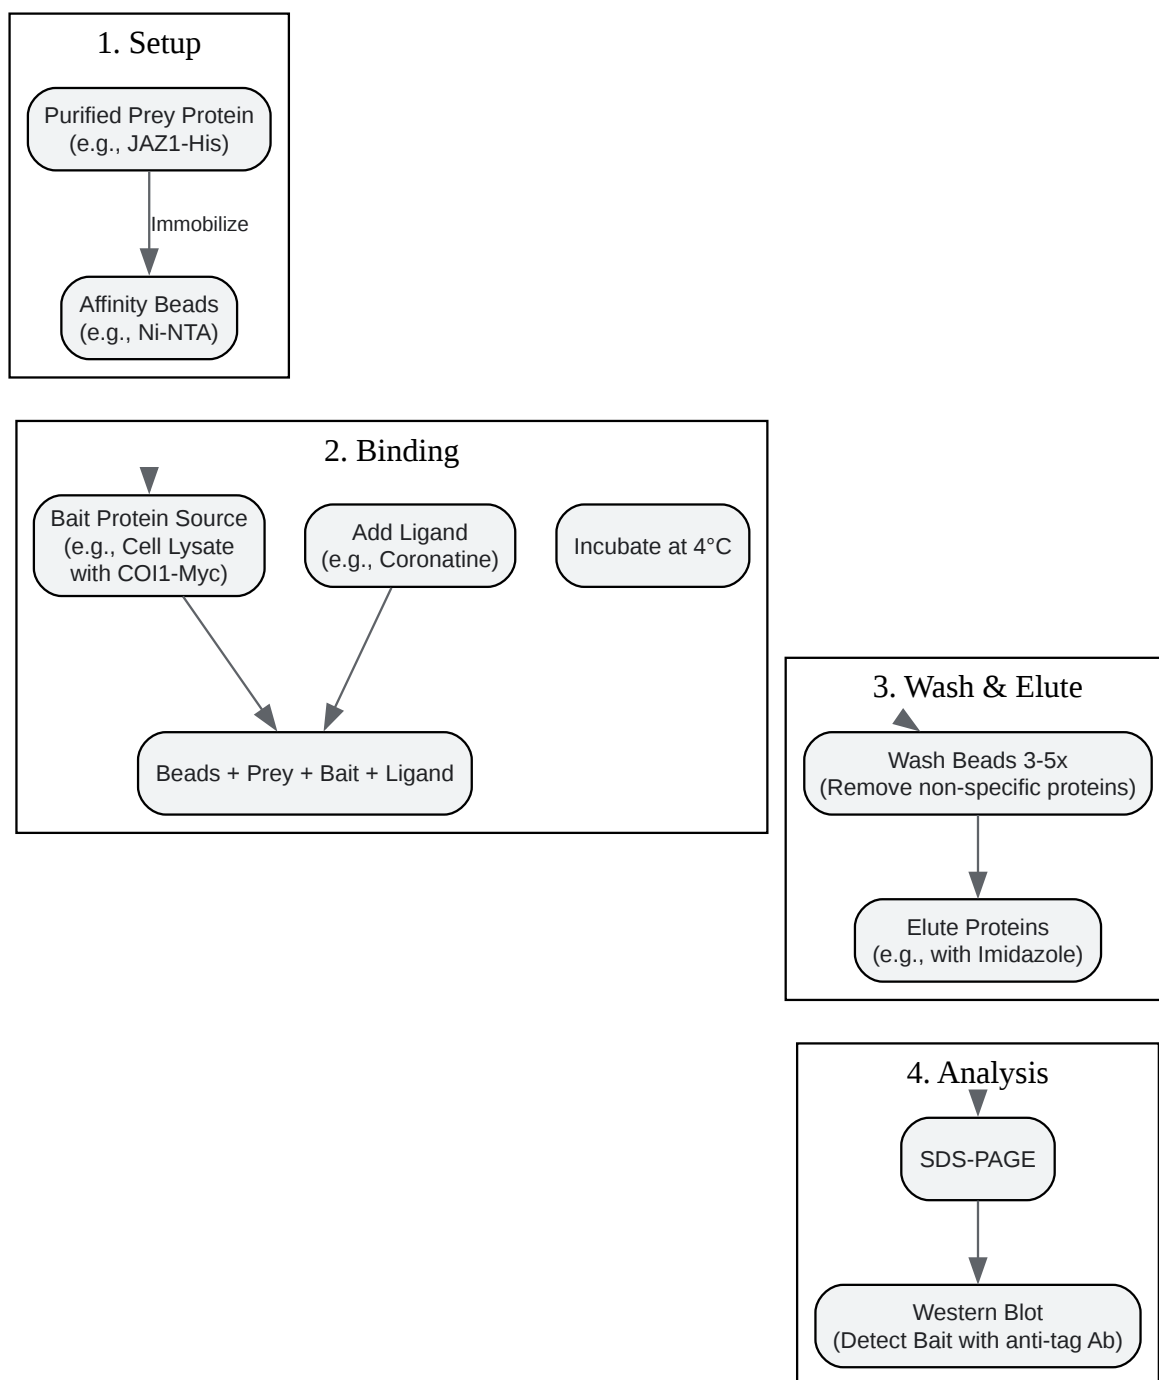 1. Setup
Purified Prey Protein
(e.g., JAZ1-His)
Immobilize
Affinity Beads
(e.g., Ni-NTA)
2. Binding
Bait Protein Source
(e.g., Cell Lysate
with COI1-Myc)
Add Ligand
(e.g., Coronatine)
Incubate at 4°C
Beads + Prey + Bait + Ligand
3. Wash & Elute
Wash Beads 3-5x
(Remove non-specific proteins)
Elute Proteins
(e.g., with Imidazole)
4. Analysis
SDS-PAGE
Western Blot
(Detect Bait with anti-tag Ab)